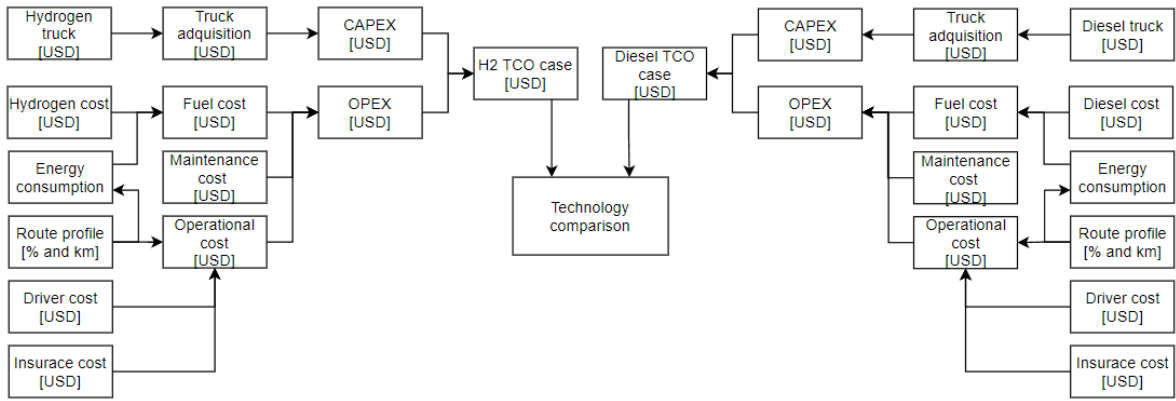 Hydrogen
truck
[USD]
Truck
adquisition
[USD]
CAPEX
[USD]
H2 TCO case
[USD]
Diesel TCO
case
[USD]
CAPEX
[USD]
Truck
adquisition
[USD]
Diesel truck
[USD]
Hydrogen cost
[USD]
Fuel cost
[USD]
OPEX
[USD]
OPEX
[USD]
Fuel cost
[USD]
Diesel cost
[USD]
Energy
consumption
Maintenance
cost
[USD]
Technology
comparison
Maintenance
cost
[USD]
Energy
consumption
Route profile
[% and km]
Operational
cost
[USD]
Operational
cost
[USD]
Route profile
[% and km]
Driver cost
[USD]
Driver cost
[USD]
Insurace cost
[USD]
Insurace cost
[USD]